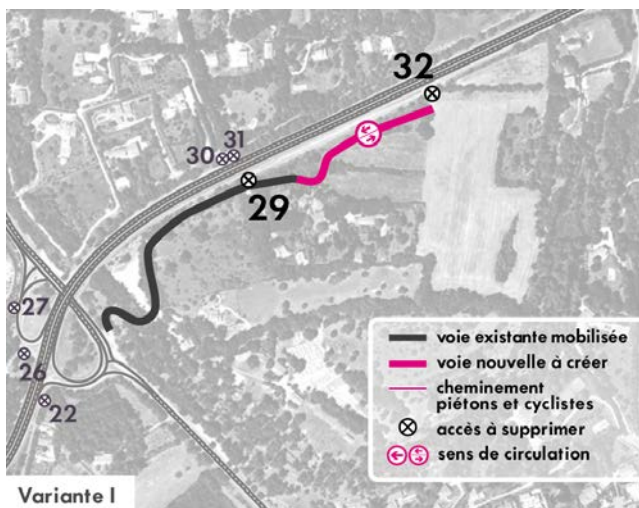 32
30 31
29
27
26
22
voie existante mobilisée
voie nouvelle à créer
cheminement
piétons et cyclistes
accès à supprimer
sens de circulation
Variante I